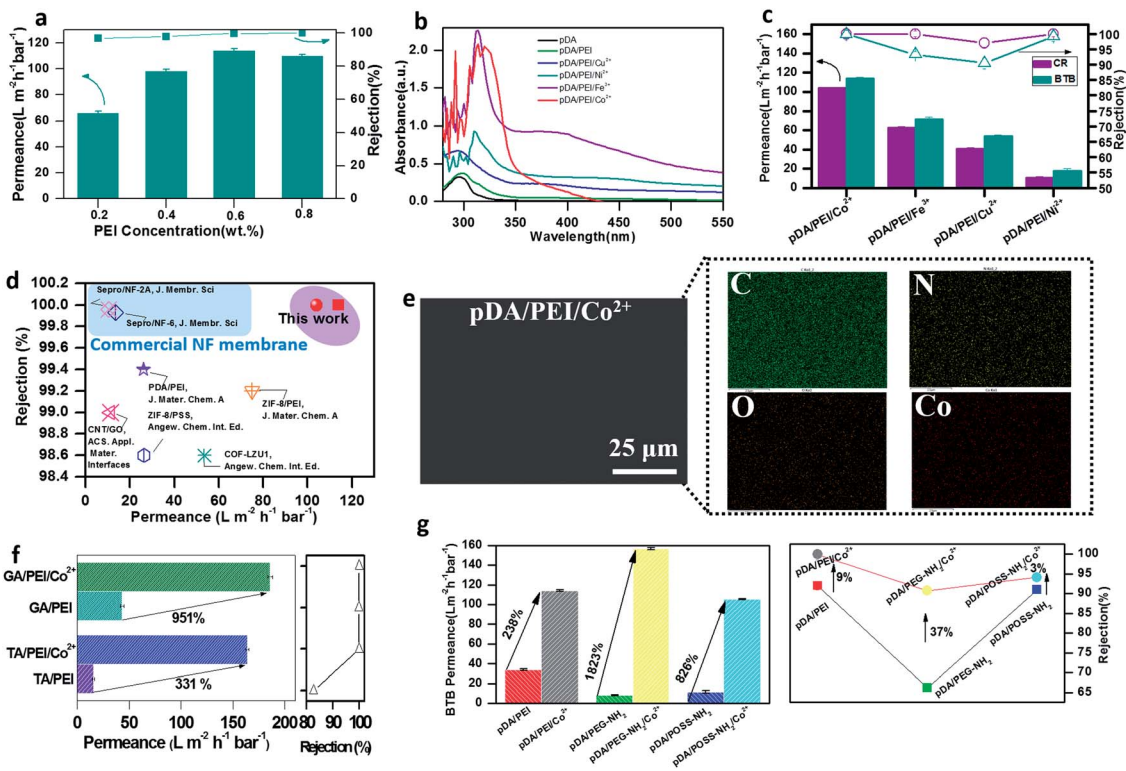 a
Permeance(L m⁻²h⁻¹bar⁻¹)
120
100
80
60
40
20
0
0.2
0.4
0.6
0.8
PEI Concentration(wt.%)
100
80
60
40
20
0
Rejection(%)
b
Absorbance(a.u.)
2.0
1.5
1.0
0.5
0.0
300
350
400
450
500
550
Wavelength(nm)
pDA
pDA/PEI
pDA/PEI/Cu²⁺
pDA/PEI/Ni²⁺
pDA/PEI/Fe³⁺
pDA/PEI/Co²⁺
c
Permeance(Lm⁻²h⁻¹bar⁻¹)
160
140
120
100
80
60
40
20
0
CR
BTB
100
95
90
85
80
75
70
65
60
55
50
Rejection(%)
pDA/PEI/Co²⁺
pDA/PEI/Fe³⁺
pDA/PEI/Cu²⁺
pDA/PEI/Ni²⁺
d
Rejection (%)
100.2
100.0
99.8
99.6
99.4
99.2
99.0
98.8
98.6
98.4
Sepro/NF-2A, J. Membr. Sci
Sepro/NF-6, J. Membr. Sci
This work
Commercial NF membrane
PDA/PEI,
J. Mater. Chem. A
ZIF-8/PEI,
J. Mater. Chem. A
ZIF-8/PSS,
Angew. Chem. Int. Ed.
CNT/GO,
ACS. Appl.
Mater.
Interfaces
COF-LZU1,
Angew. Chem. Int. Ed.
0
20
40
60
80
100
120
140
Permeance (L m⁻² h⁻¹ bar⁻¹)
e
pDA/PEI/Co²⁺
25 μm
C
N
O
Co
f
GA/PEI/Co²⁺
GA/PEI
951%
TA/PEI/Co²⁺
TA/PEI
331 %
0
50
100
150
200
Permeance (L m⁻² h⁻¹ bar⁻¹)
80
90
100
Rejection (%)
g
BTB Permeance(Lm⁻²h⁻¹bar⁻¹)
160
140
120
100
80
60
40
20
0
238%
1823%
826%
pDA/PEI
pDA/PEI/Co²⁺
pDA/PEG-NH₂
pDA/PEG-NH₂/Co²⁺
pDA/POSS-NH₂
pDA/POSS-NH₂/Co²⁺
pDA/PEI/Co²⁺
9%
pDA/PEI
pDA/PEG-NH₂/Co²⁺
37%
pDA/PEG-NH₂
pDA/POSS-NH₂/Co²⁺
3%
pDA/POSS-NH₂
100
95
90
85
80
75
70
65
Rejection(%)